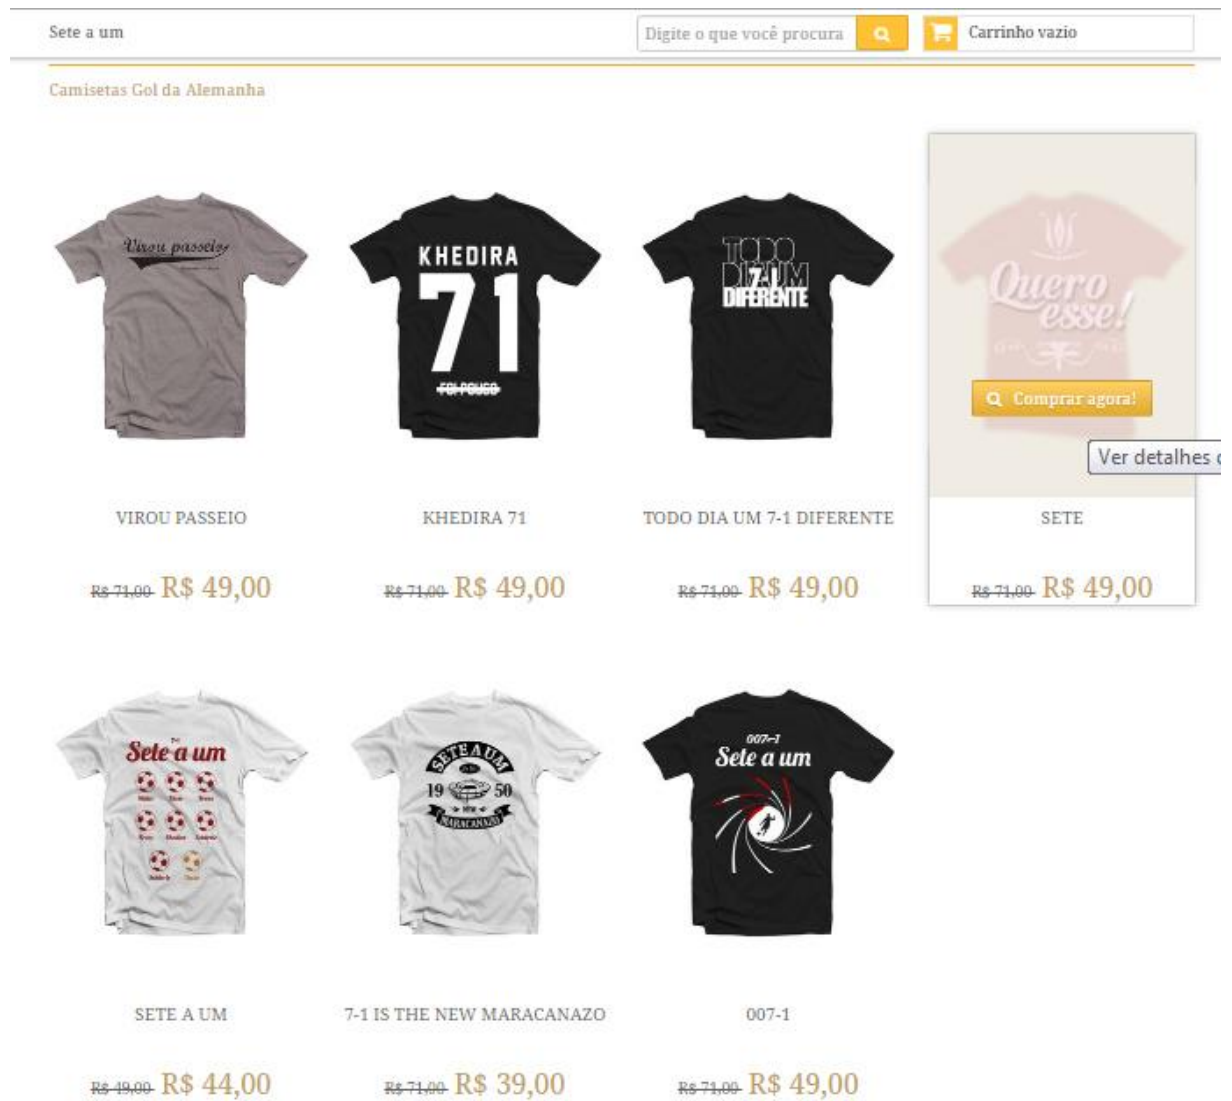 Sete a um
Digite o que você procura
Carrinho vazio
Camisetas Gol da Alemanha
Virou passeio
KHEDIRA
71
FOI POUCO
TODO
DIA UM
7-1
DIFERENTE
Quero
esse!
Comprar agora!
Ver detalhes
VIROU PASSEIO
KHEDIRA 71
TODO DIA UM 7-1 DIFERENTE
SETE
R$ 71,00 R$ 49,00
R$ 71,00 R$ 49,00
R$ 71,00 R$ 49,00
R$ 71,00 R$ 49,00
Sete a um
SETE A UM
19 50
NEW
MARACANAZO
007-1
Sete a um
SETE A UM
7-1 IS THE NEW MARACANAZO
007-1
R$ 49,00 R$ 44,00
R$ 71,00 R$ 39,00
R$ 71,00 R$ 49,00